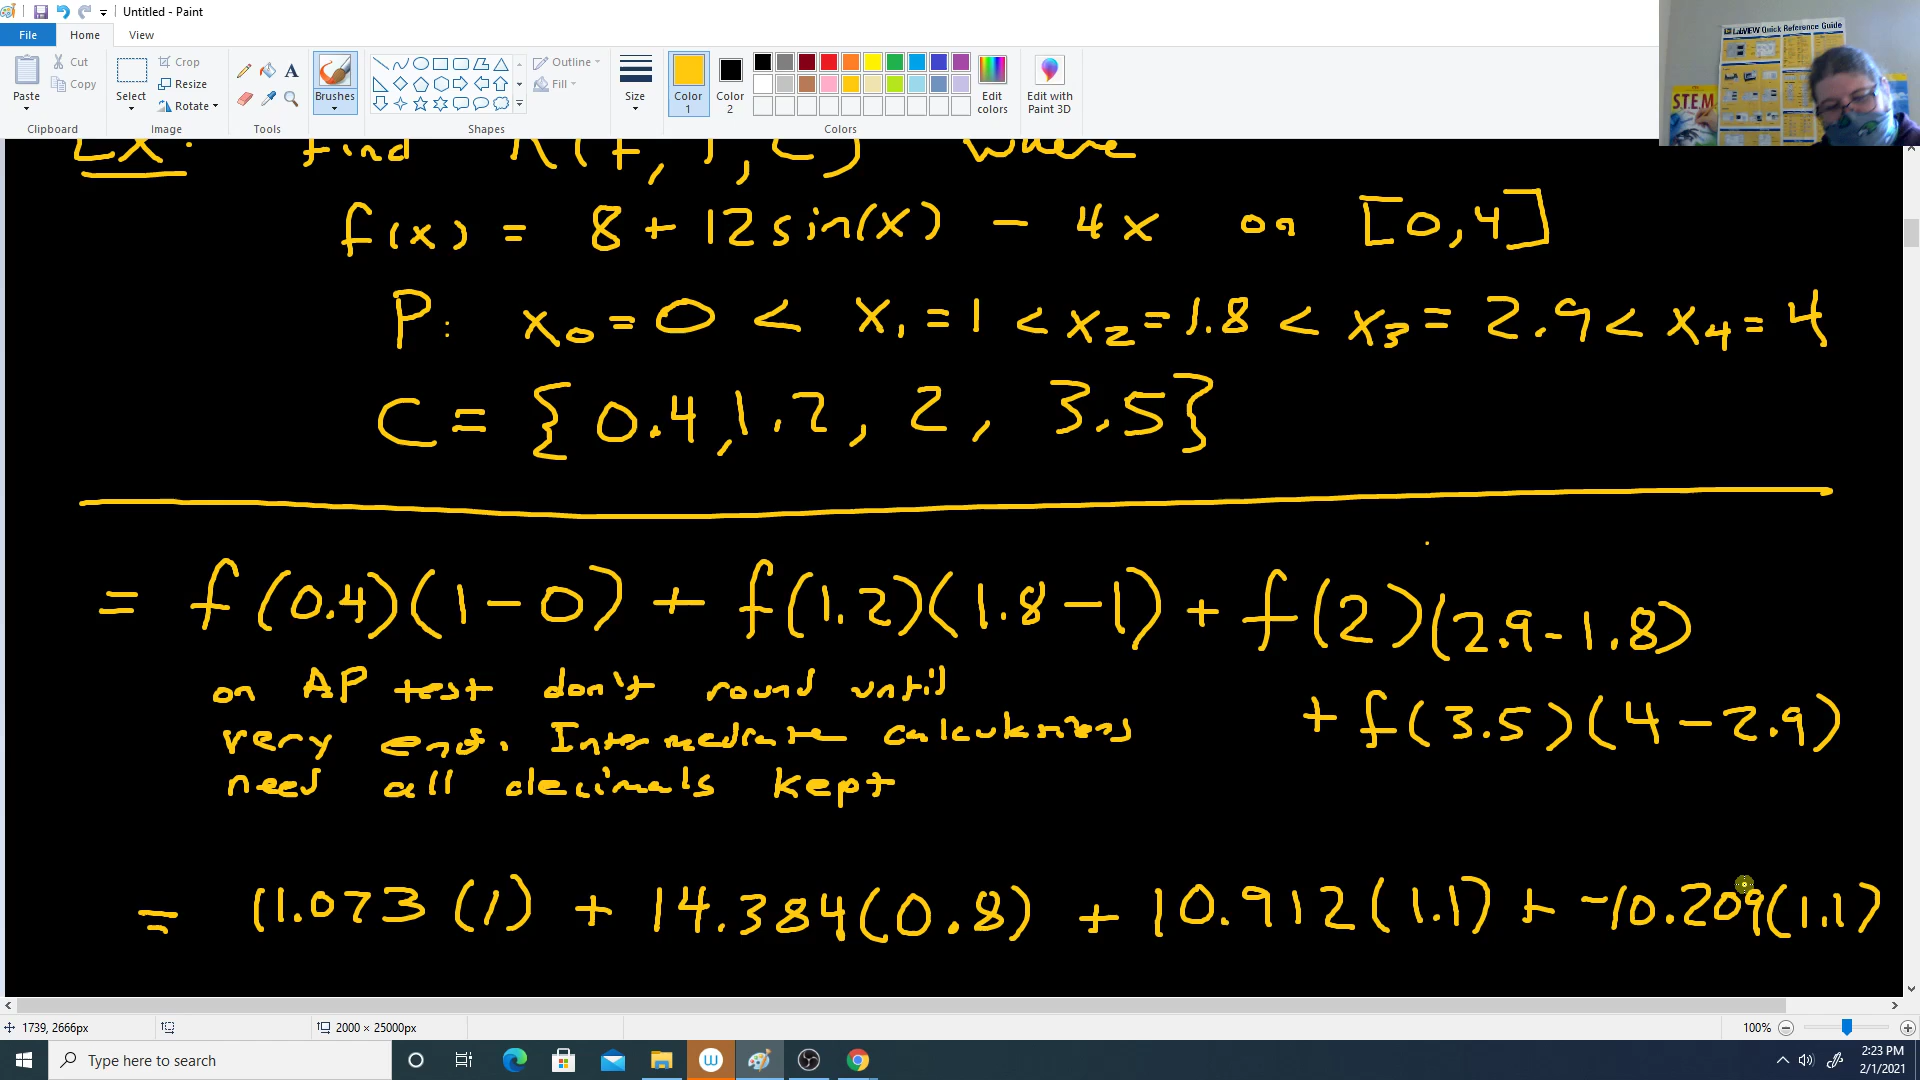 Untitled - Paint
File Home View
Paste Cut Copy Clipboard
Select Crop Resize Rotate Image
Tools
Brushes
Shapes
Outline Fill
Size
Color 1 Color 2 Edit colors Colors
Edit with Paint 3D
LabVIEW Quick Reference Guide
STEM
Ex: find R(f, P, C) where
f(x) = 8 + 12 sin(x) - 4x on [0,4]
P: x₀ = 0 < x₁ = 1 < x₂ = 1.8 < x₃ = 2.9 < x₄ = 4
C = {0.4, 1.2, 2, 3.5}
= f(0.4)(1-0) + f(1.2)(1.8-1) + f(2)(2.9-1.8)
+ f(3.5)(4-2.9)
on AP test don't round until
very end. Intermediate calculations
need all decimals kept
= 11.073(1) + 14.384(0.8) + 10.912(1.1) + -10.209(1.1)
1739, 2666px 2000 × 25000px 100%
Type here to search
2:23 PM
2/1/2021